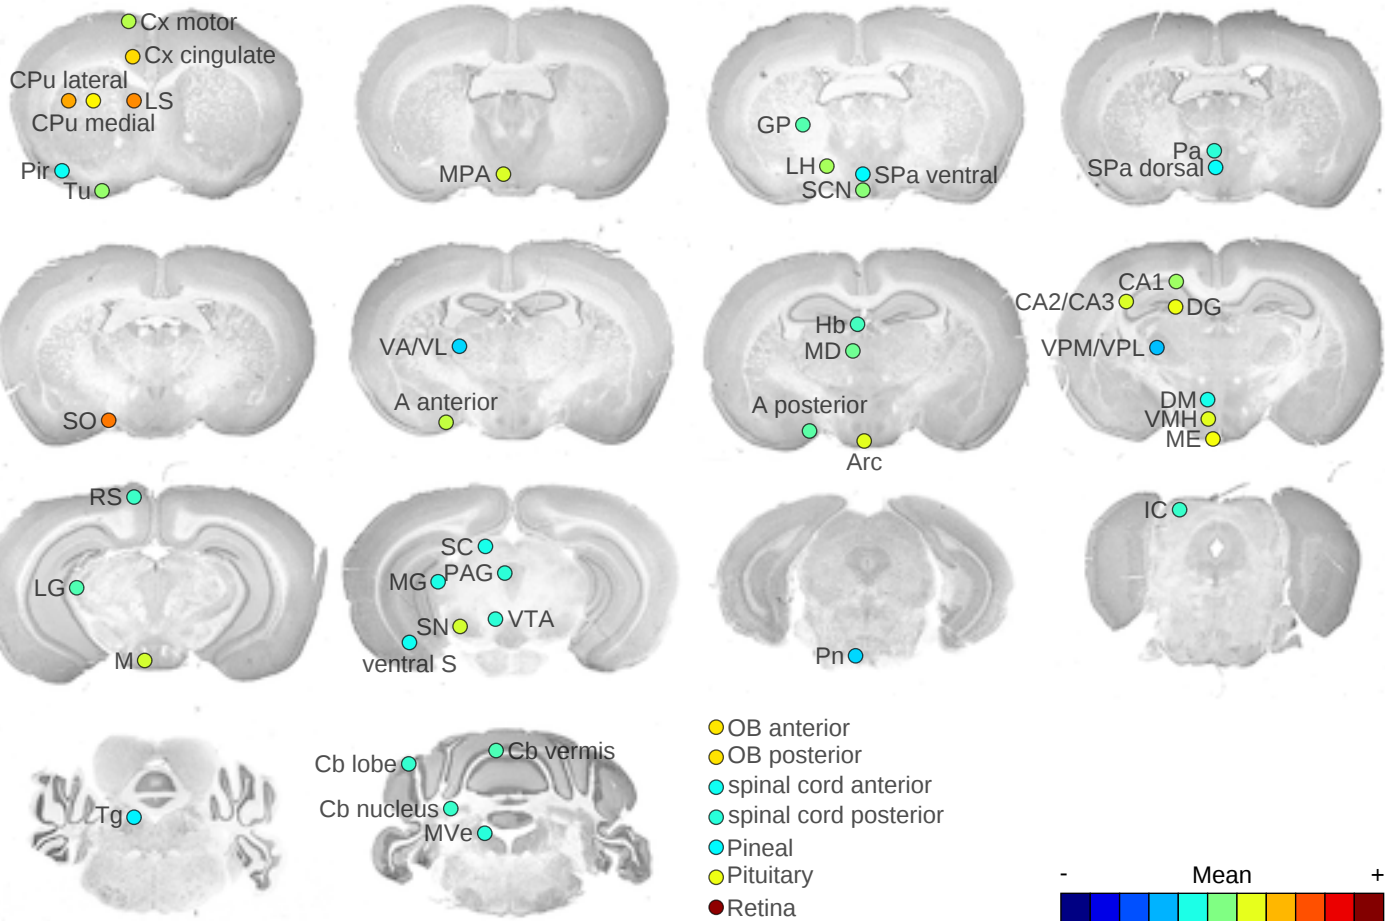 Cx motor
Cx cingulate
CPu lateral
LS
CPu medial
Pir
Tu
MPA
GP
LH
SPa ventral
SCN
Pa
SPa dorsal
SO
VA/VL
A anterior
Hb
MD
A posterior
Arc
CA1
CA2/CA3
DG
VPM/VPL
DM
VMH
ME
RS
LG
M
SC
PAG
MG
VTA
SN
ventral S
Pn
IC
Tg
Cb vermis
Cb lobe
Cb nucleus
MVe
OB anterior
OB posterior
spinal cord anterior
spinal cord posterior
Pineal
Pituitary
Retina
- Mean +